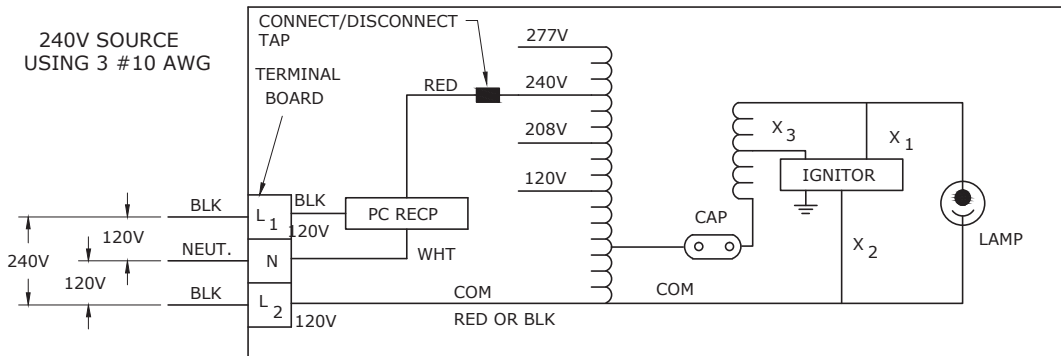 240V SOURCE
USING 3 #10 AWG
CONNECT/DISCONNECT
TAP
TERMINAL
BOARD
RED
277V
240V
208V
120V
BLK
L1
BLK
120V
PC RECP
NEUT.
N
WHT
BLK
L2
120V
240V
120V
120V
COM
RED OR BLK
COM
CAP
X3
X1
IGNITOR
X2
LAMP